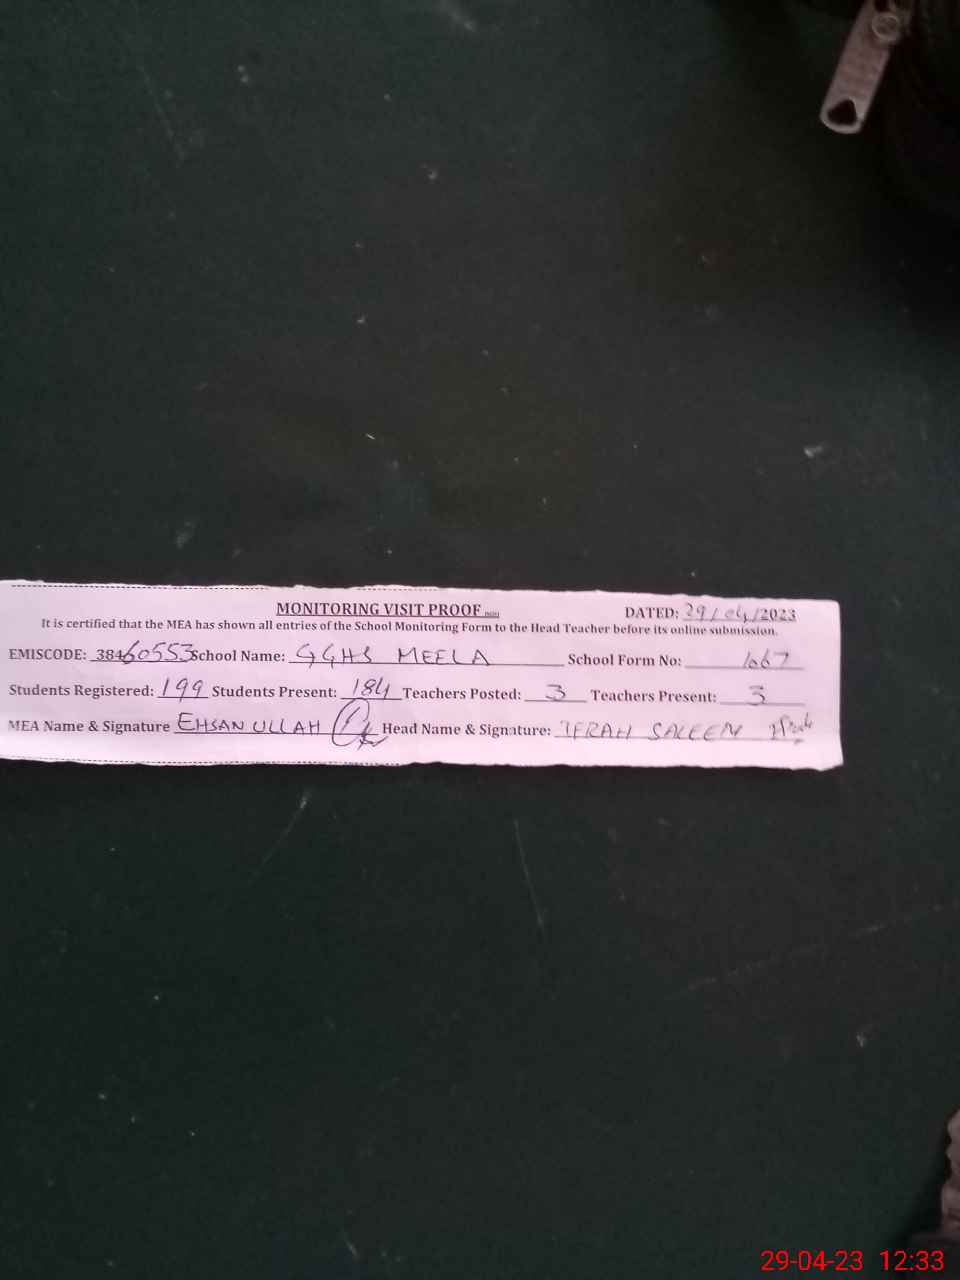 MONITORING VISIT PROOF
DATED: 29/04/2023
It is certified that the MEA has shown all entries of the School Monitoring Form to the Head Teacher before its online submission.
EMISCODE: 38460553 School Name: GGHS MEELA School Form No: 1067
Students Registered: 199 Students Present: 184 Teachers Posted: 3 Teachers Present: 3
MEA Name & Signature EHSAN ULLAH Head Name & Signature: IFRAH SALEEM
29-04-23 12:33